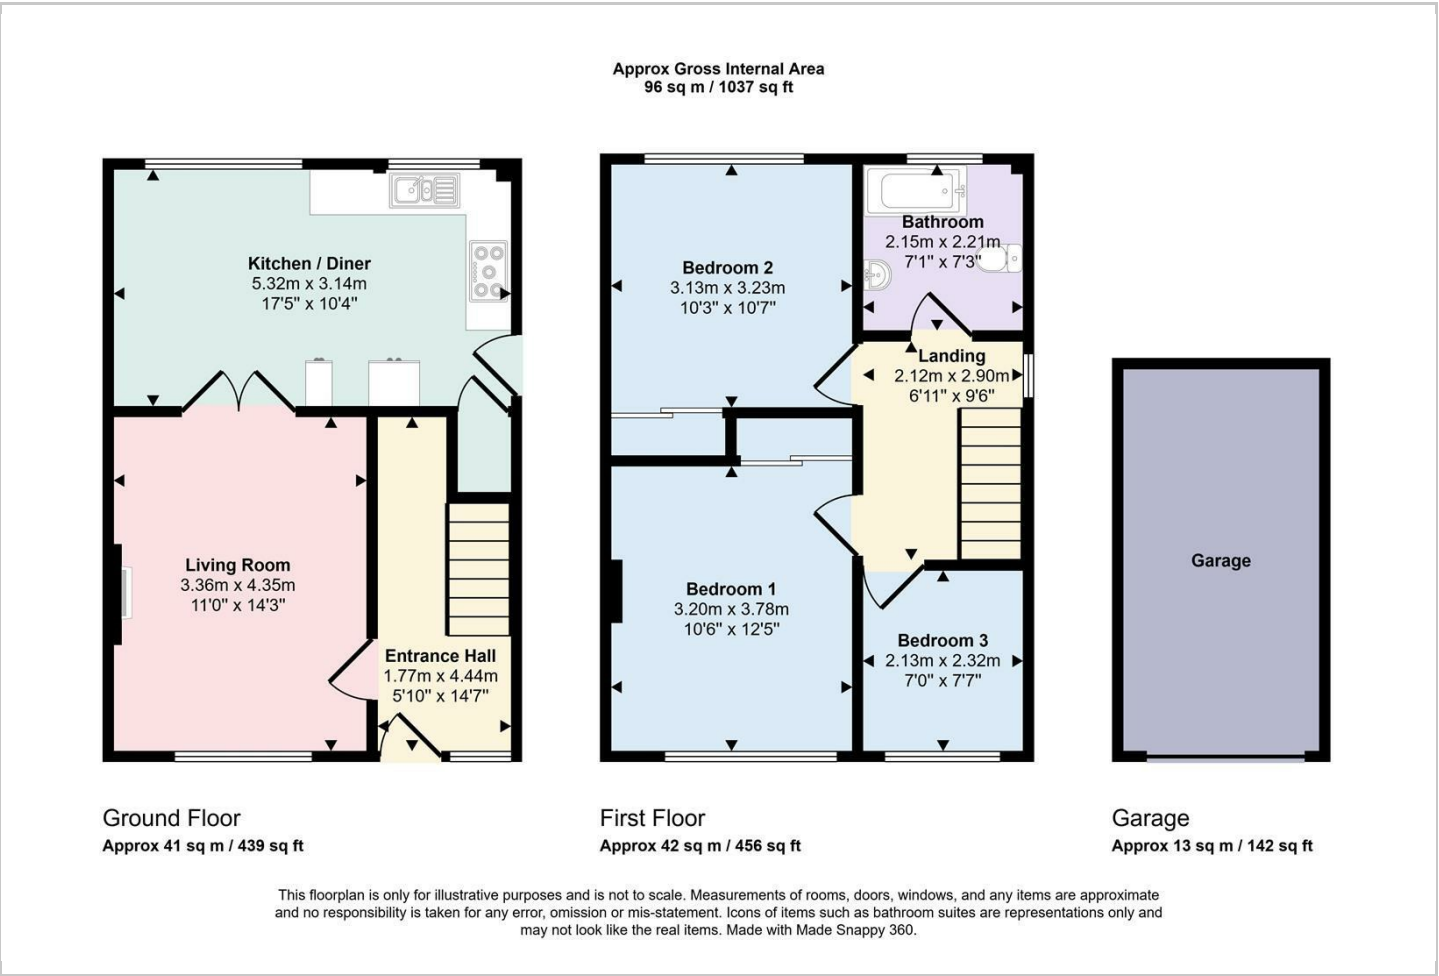 Approx Gross Internal Area
96 sq m / 1037 sq ft
Kitchen / Diner
5.32m x 3.14m
17'5" x 10'4"
Living Room
3.36m x 4.35m
11'0" x 14'3"
Entrance Hall
1.77m x 4.44m
5'10" x 14'7"
Bedroom 2
3.13m x 3.23m
10'3" x 10'7"
Bathroom
2.15m x 2.21m
7'1" x 7'3"
Landing
2.12m x 2.90m
6'11" x 9'6"
Bedroom 1
3.20m x 3.78m
10'6" x 12'5"
Bedroom 3
2.13m x 2.32m
7'0" x 7'7"
Garage
Ground Floor
Approx 41 sq m / 439 sq ft
First Floor
Approx 42 sq m / 456 sq ft
Garage
Approx 13 sq m / 142 sq ft
This floorplan is only for illustrative purposes and is not to scale. Measurements of rooms, doors, windows, and any items are approximate
and no responsibility is taken for any error, omission or mis-statement. Icons of items such as bathroom suites are representations only and
may not look like the real items. Made with Made Snappy 360.